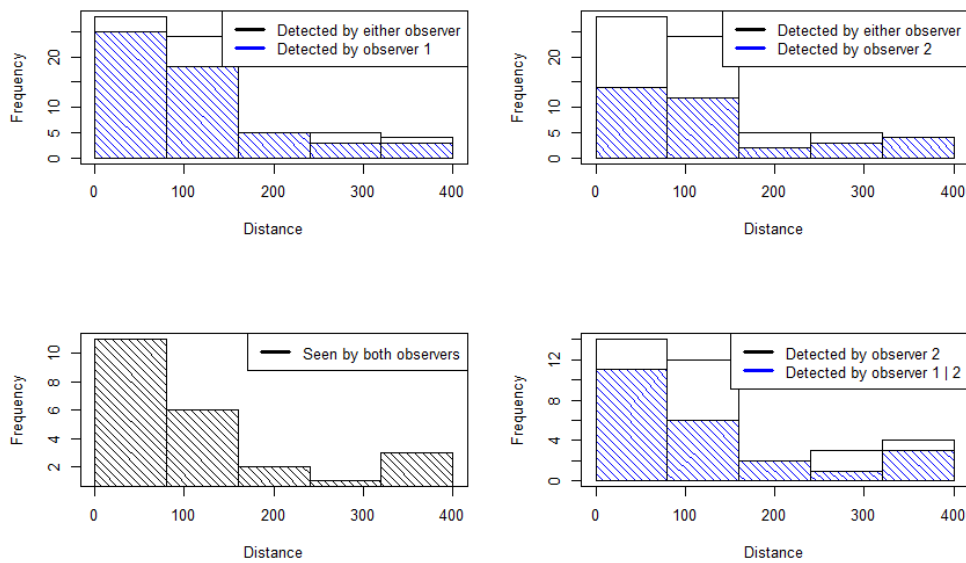 Detected by either observer
Detected by observer 1
Frequency
0 5 10 20
0 100 200 300 400
Distance
Detected by either observer
Detected by observer 2
Frequency
0 5 10 20
0 100 200 300 400
Distance
Seen by both observers
Frequency
2 4 6 8 10
0 100 200 300 400
Distance
Detected by observer 2
Detected by observer 1 | 2
Frequency
0 4 8 12
0 100 200 300 400
Distance